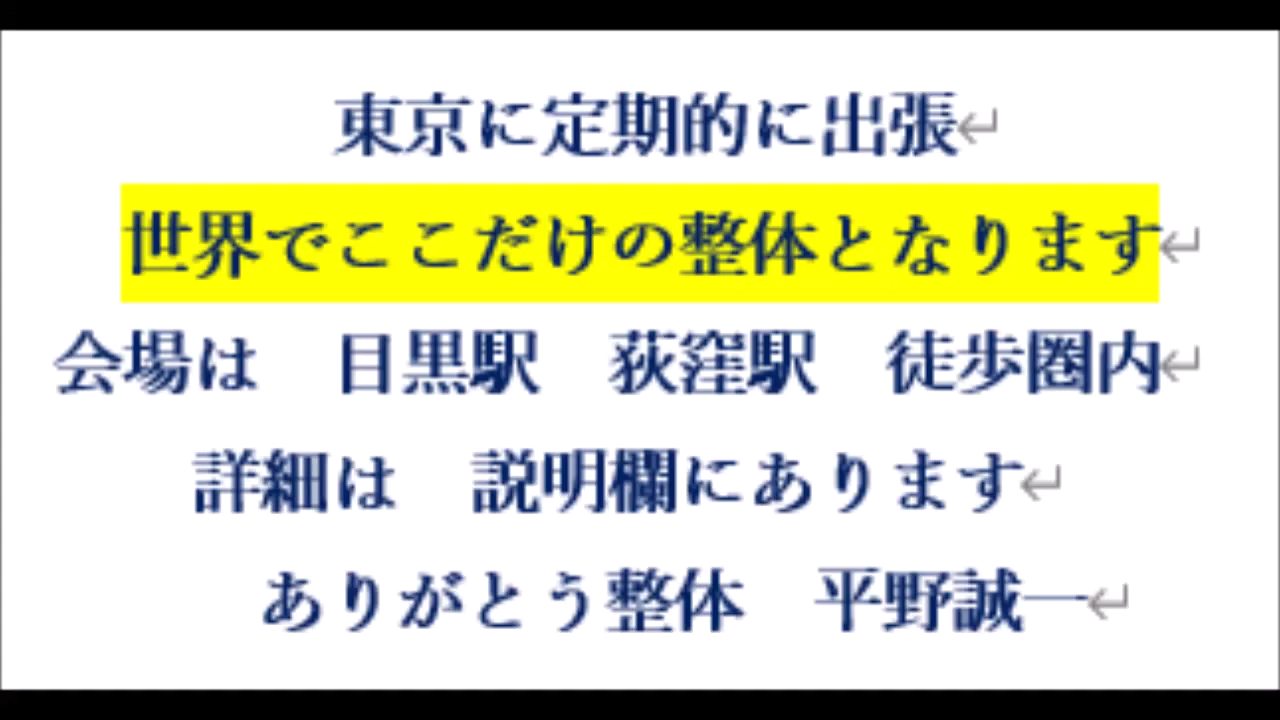 東京に定期的に出張
世界でここだけの整体となります
会場は　目黒駅　荻窪駅　徒歩圏内
詳細は　説明欄にあります
ありがとう整体　平野誠一